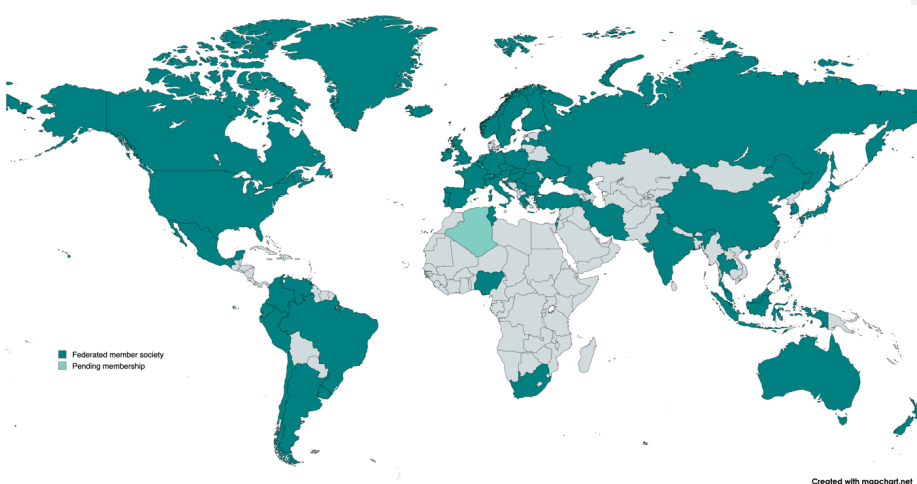 Federated member society
Pending membership
Created with mapchart.net